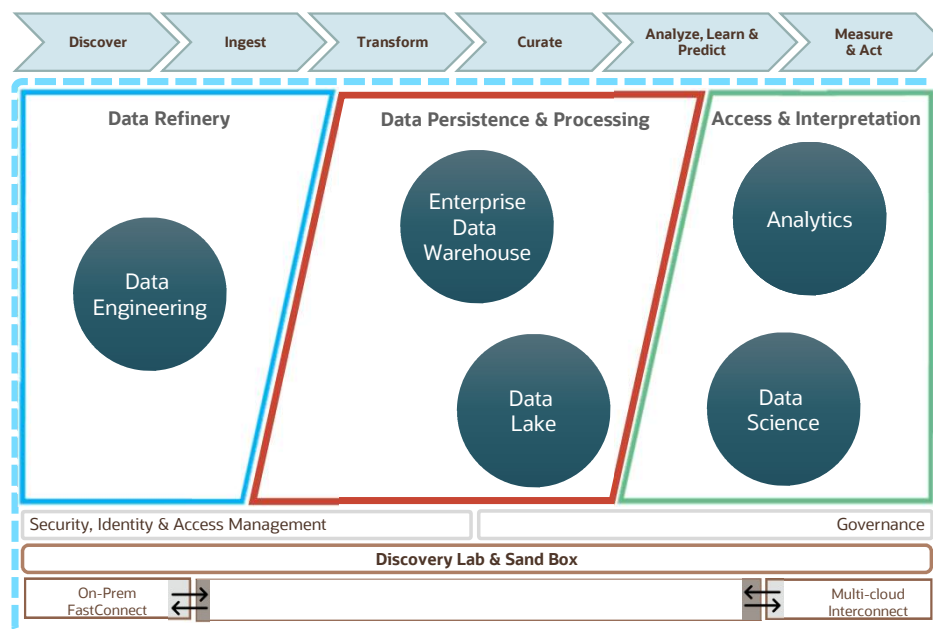 Discover
Ingest
Transform
Curate
Analyze, Learn &
Predict
Measure
& Act
Data Refinery
Data Persistence & Processing
Access & Interpretation
Data
Engineering
Enterprise
Data
Warehouse
Data
Lake
Analytics
Data
Science
Security, Identity & Access Management
Governance
Discovery Lab & Sand Box
On-Prem
FastConnect
Multi-cloud
Interconnect